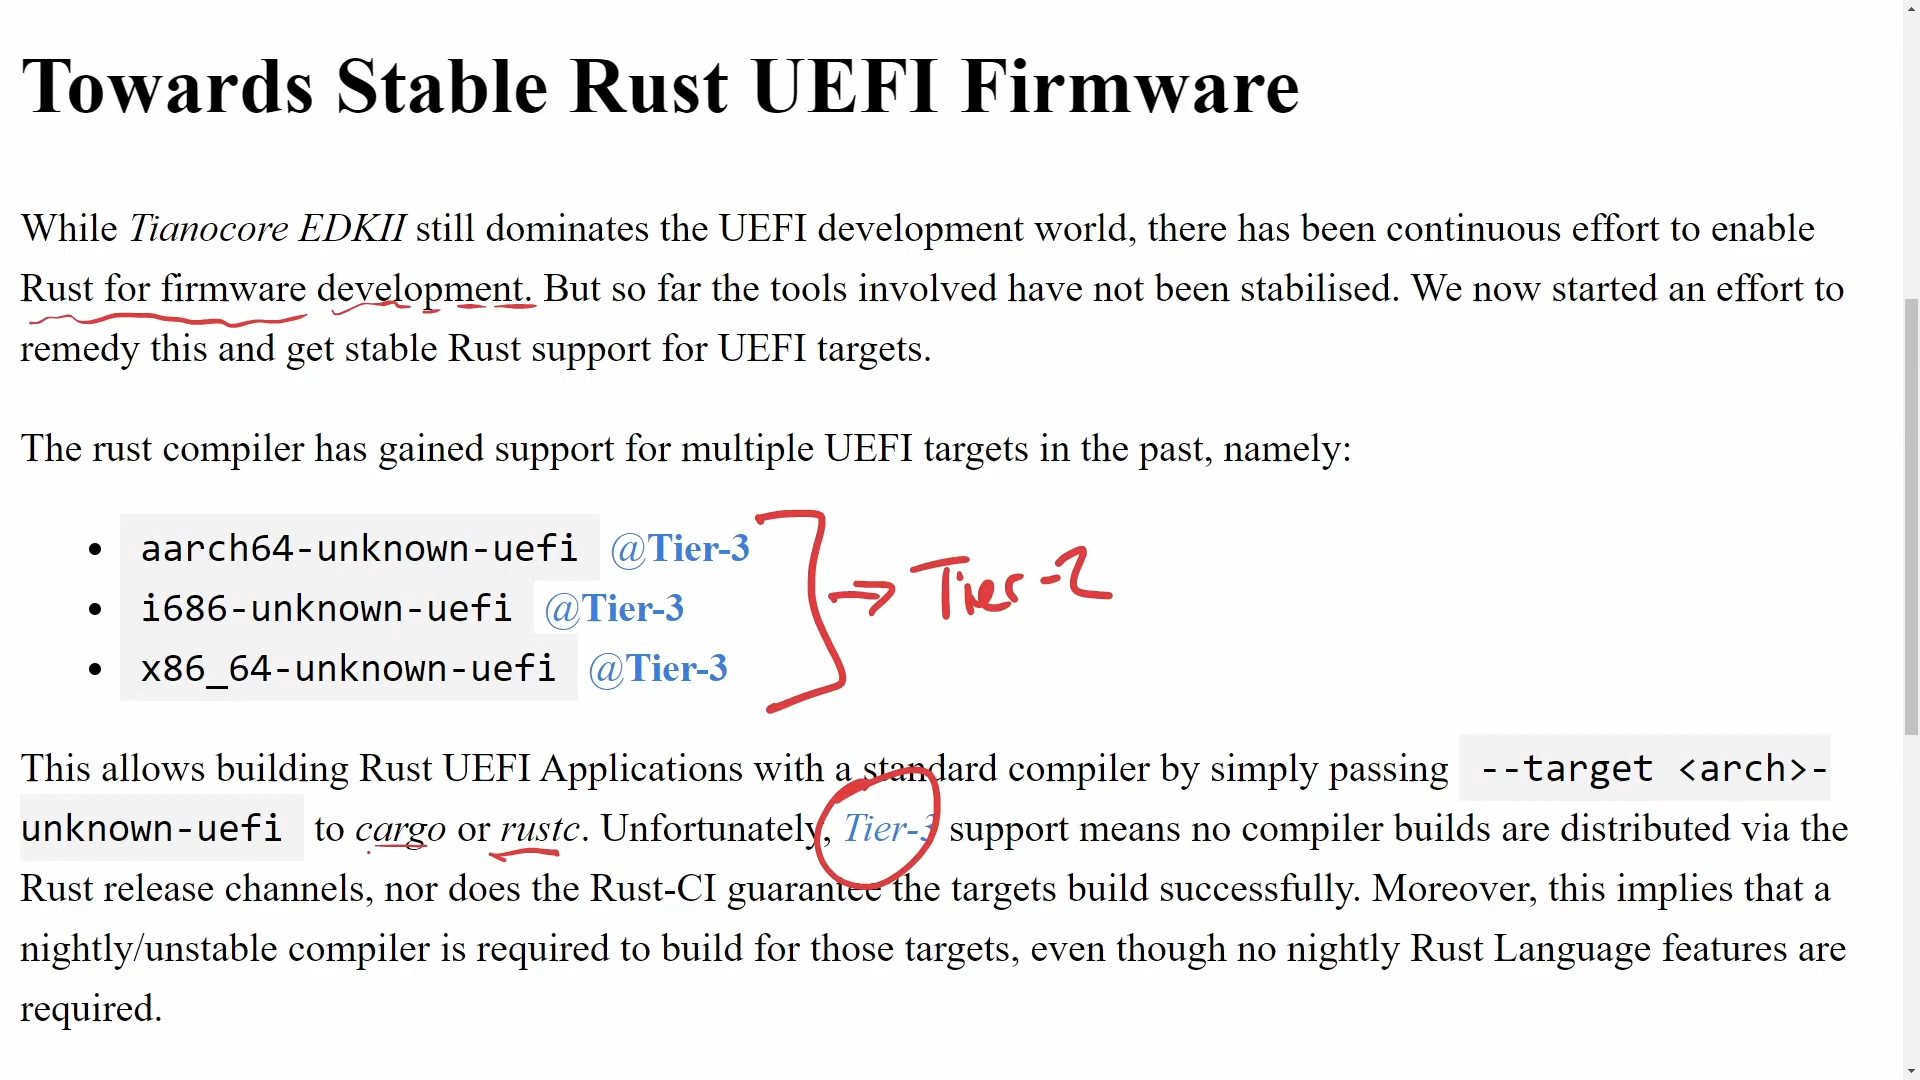 Towards Stable Rust UEFI Firmware
While Tianocore EDKII still dominates the UEFI development world, there has been continuous effort to enable
Rust for firmware development. But so far the tools involved have not been stabilised. We now started an effort to
remedy this and get stable Rust support for UEFI targets.
The rust compiler has gained support for multiple UEFI targets in the past, namely:
• aarch64-unknown-uefi @Tier-3
• i686-unknown-uefi @Tier-3
• x86_64-unknown-uefi @Tier-3
⇒ Tier-2
This allows building Rust UEFI Applications with a standard compiler by simply passing --target <arch>-
unknown-uefi to cargo or rustc. Unfortunately, Tier-3 support means no compiler builds are distributed via the
Rust release channels, nor does the Rust-CI guarantee the targets build successfully. Moreover, this implies that a
nightly/unstable compiler is required to build for those targets, even though no nightly Rust Language features are
required.